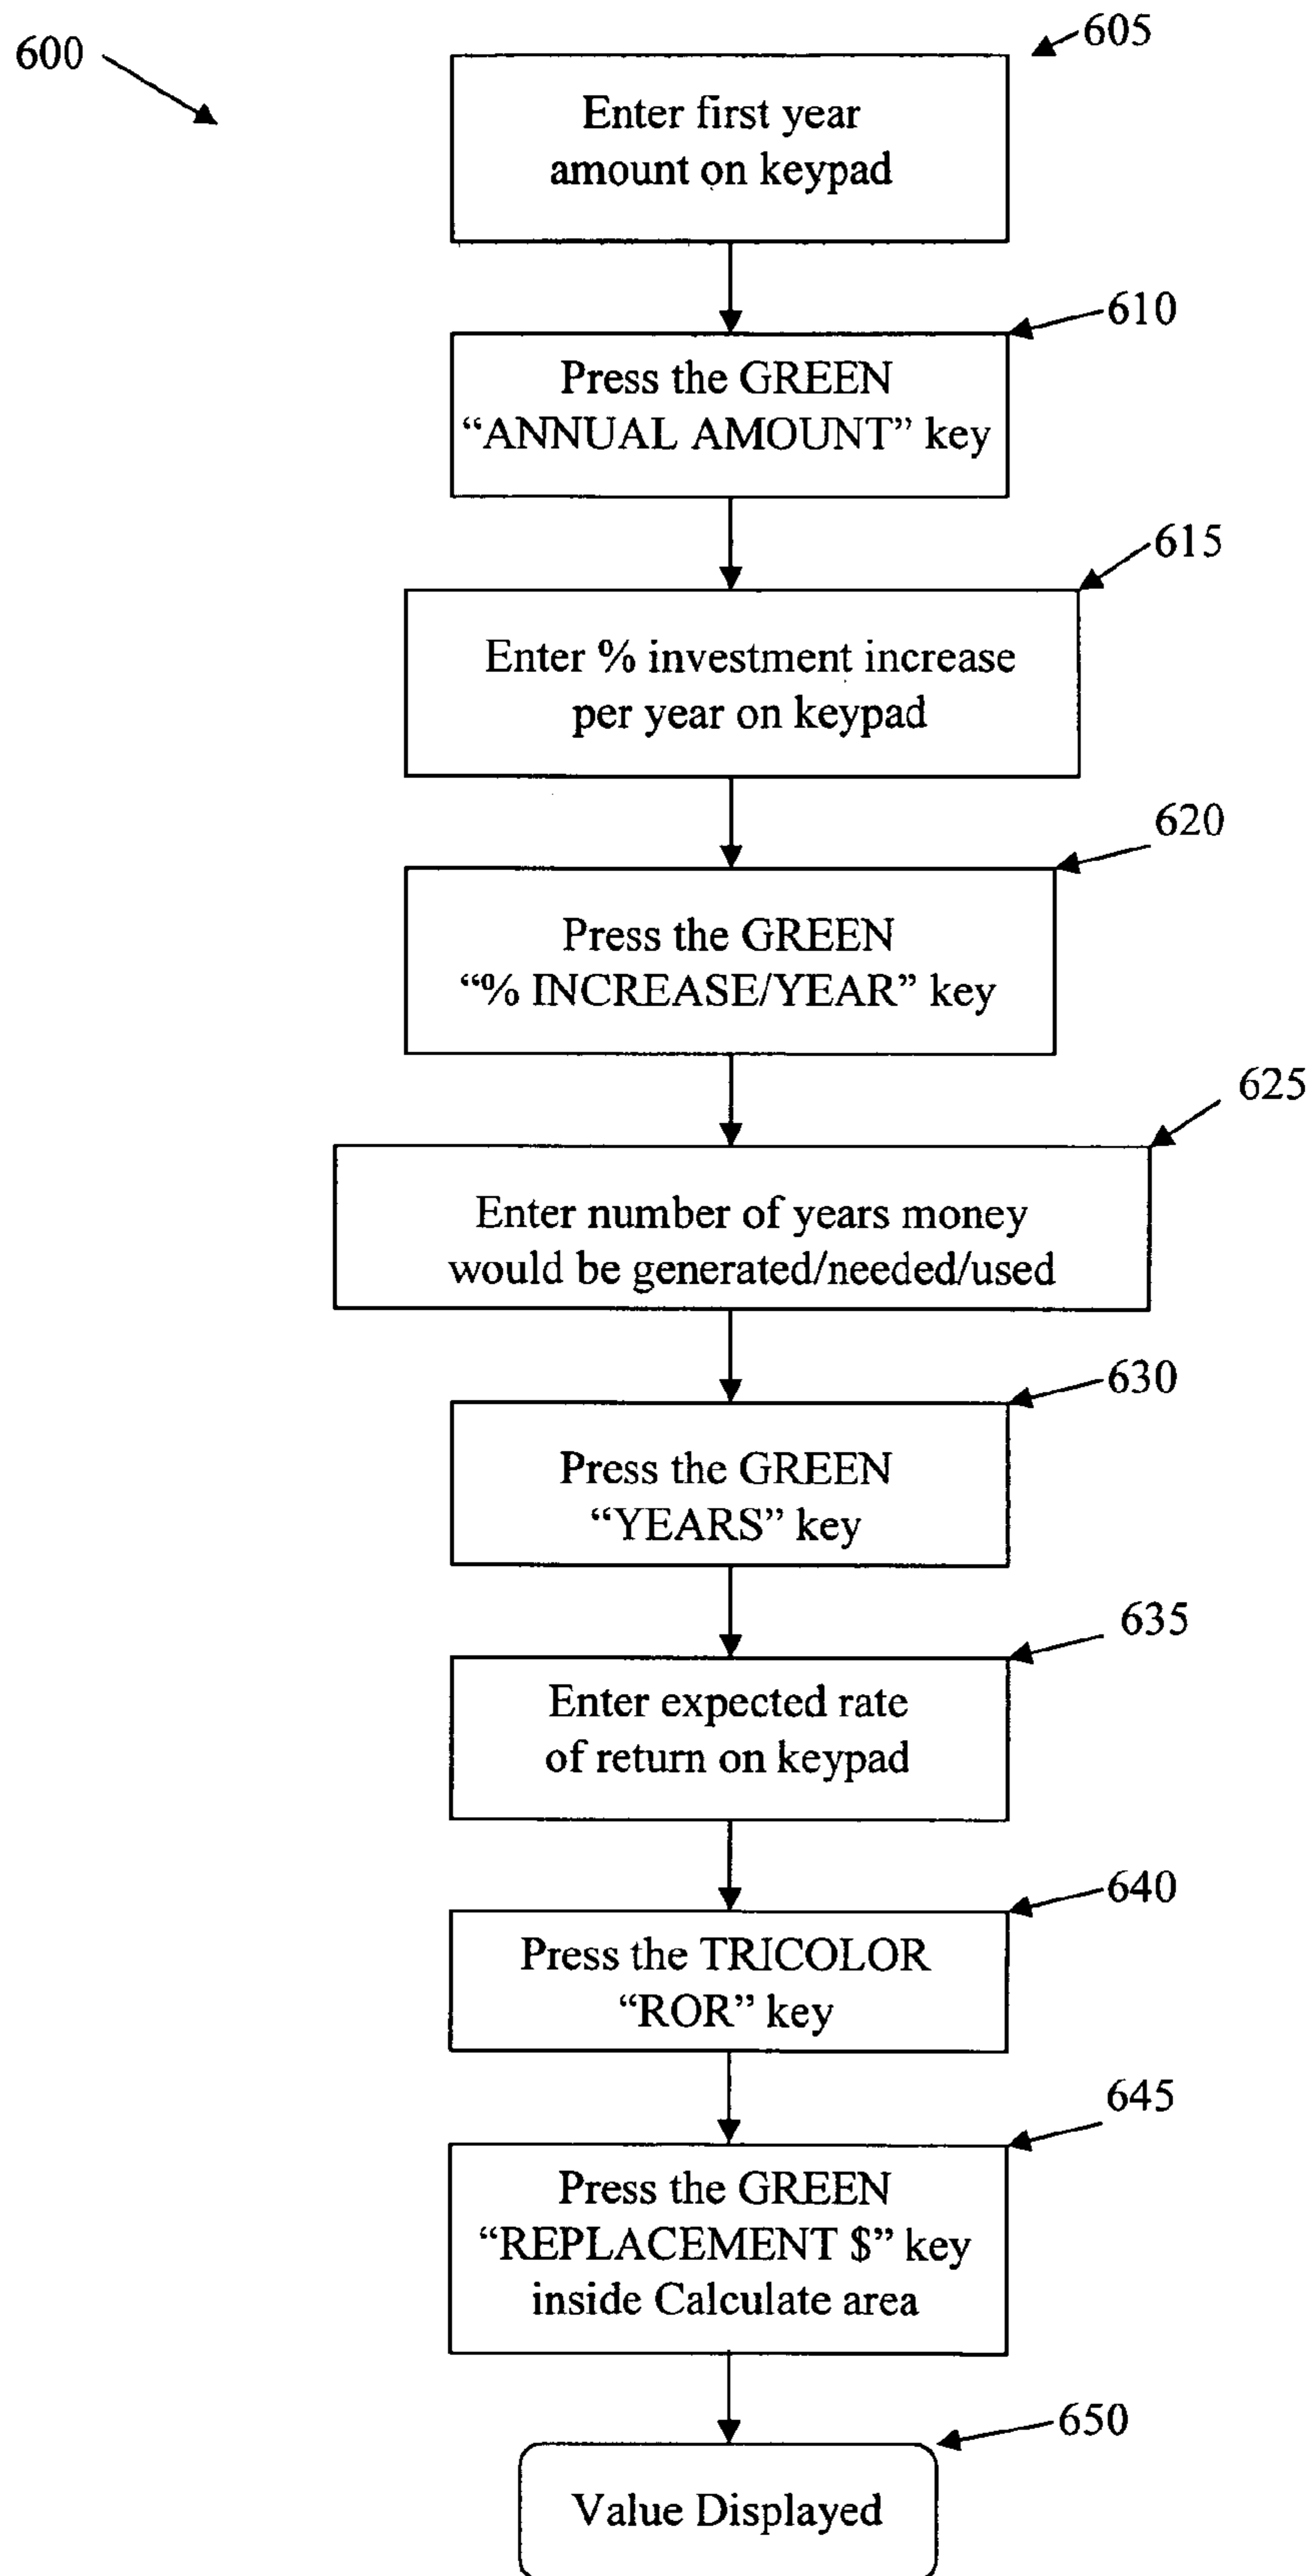 600
605
Enter first year
amount on keypad
610
Press the GREEN
“ANNUAL AMOUNT” key
615
Enter % investment increase
per year on keypad
620
Press the GREEN
“% INCREASE/YEAR” key
625
Enter number of years money
would be generated/needed/used
630
Press the GREEN
“YEARS” key
635
Enter expected rate
of return on keypad
640
Press the TRICOLOR
“ROR” key
645
Press the GREEN
“REPLACEMENT $” key
inside Calculate area
650
Value Displayed